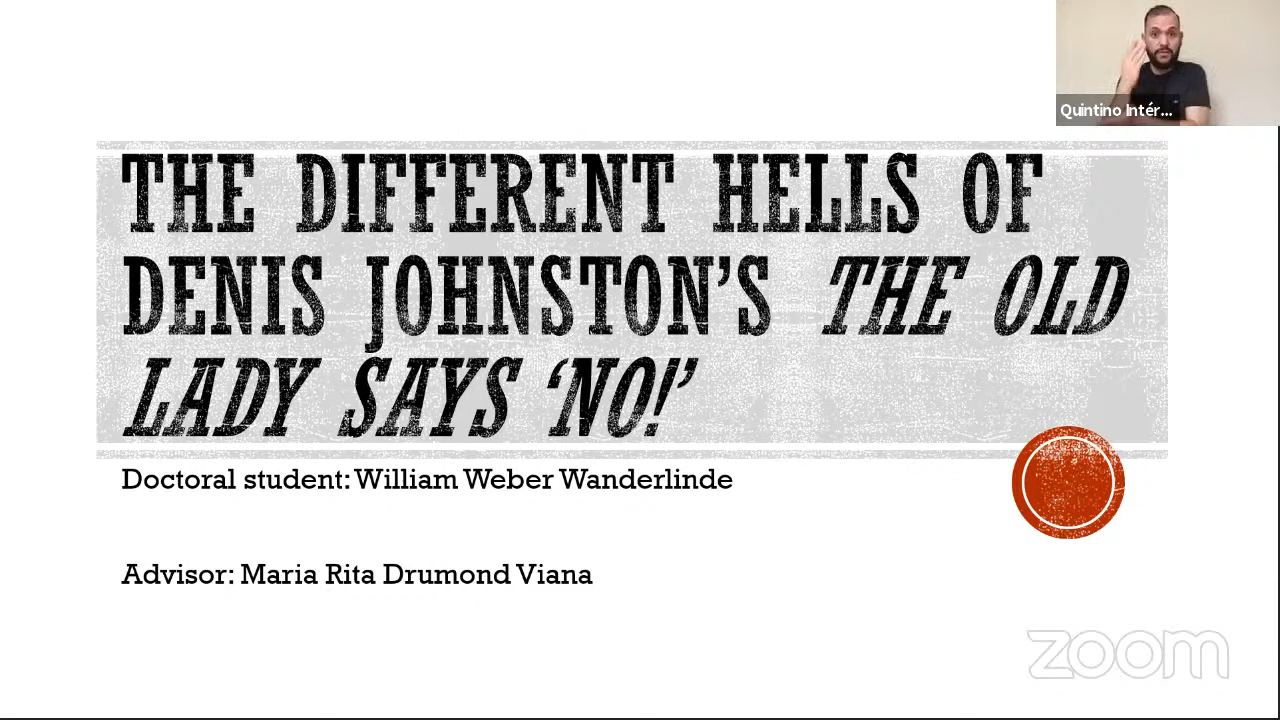 Quintino Intér...
THE DIFFERENT HELLS OF
DENIS JOHNSTON’S THE OLD
LADY SAYS ‘NO!’
Doctoral student: William Weber Wanderlinde
Advisor: Maria Rita Drumond Viana
zoom